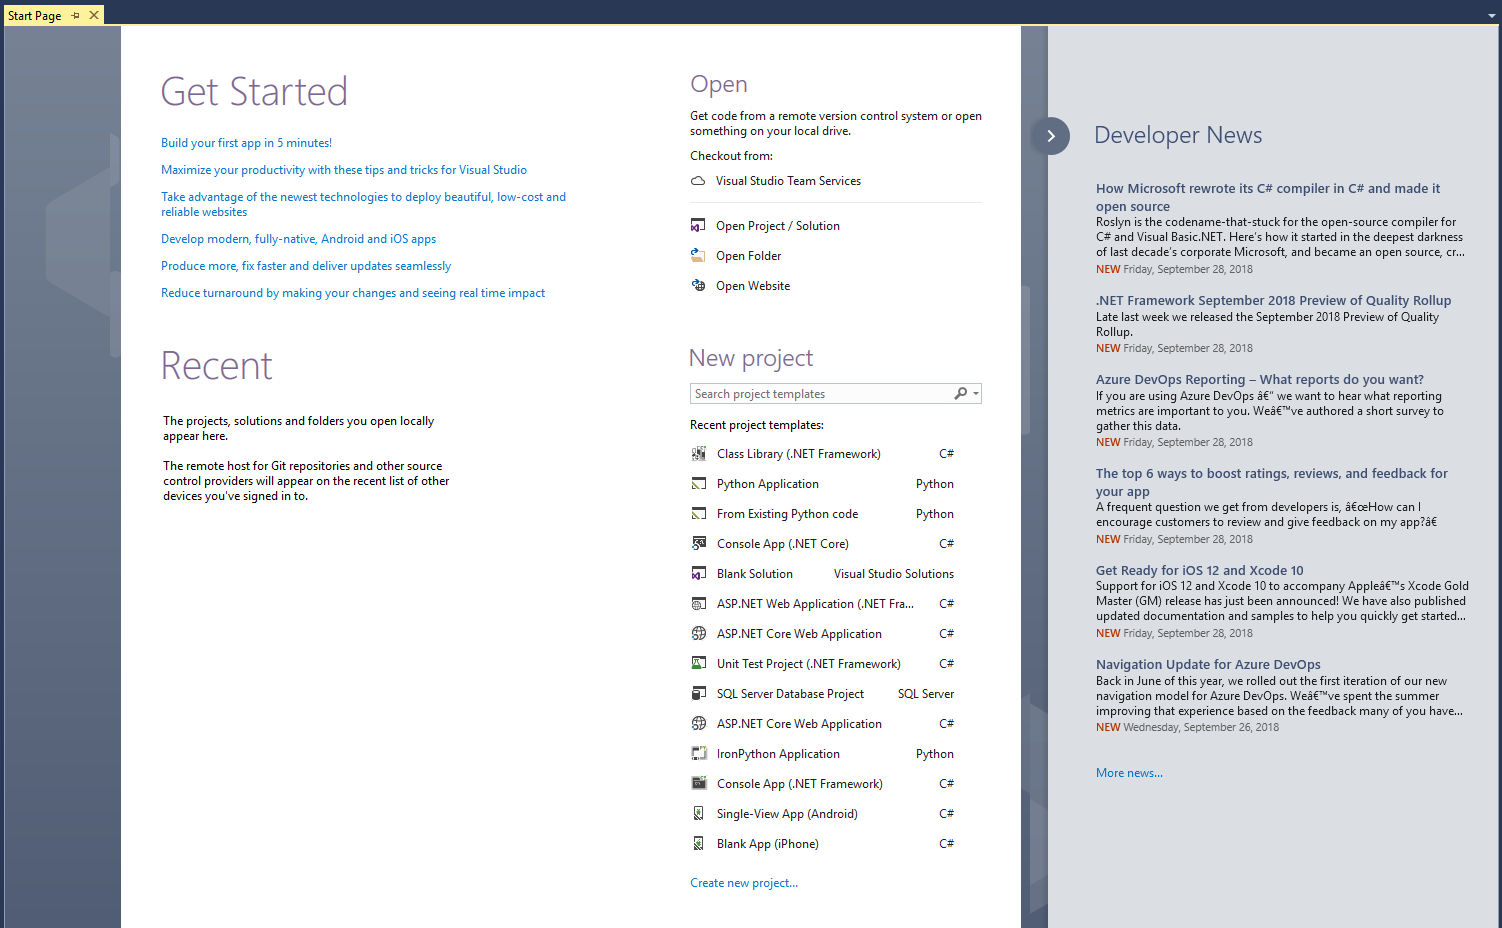 Start Page
Get Started
Build your first app in 5 minutes!
Maximize your productivity with these tips and tricks for Visual Studio
Take advantage of the newest technologies to deploy beautiful, low-cost and
reliable websites
Develop modern, fully-native, Android and iOS apps
Produce more, fix faster and deliver updates seamlessly
Reduce turnaround by making your changes and seeing real time impact
Recent
The projects, solutions and folders you open locally
appear here.
The remote host for Git repositories and other source
control providers will appear on the recent list of other
devices you've signed in to.
Open
Get code from a remote version control system or open
something on your local drive.
Checkout from:
Visual Studio Team Services
Open Project / Solution
Open Folder
Open Website
New project
Search project templates
Recent project templates:
Class Library (.NET Framework) C#
Python Application Python
From Existing Python code Python
Console App (.NET Core) C#
Blank Solution Visual Studio Solutions
ASP.NET Web Application (.NET Fra... C#
ASP.NET Core Web Application C#
Unit Test Project (.NET Framework) C#
SQL Server Database Project SQL Server
ASP.NET Core Web Application C#
IronPython Application Python
Console App (.NET Framework) C#
Single-View App (Android) C#
Blank App (iPhone) C#
Create new project...
Developer News
How Microsoft rewrote its C# compiler in C# and made it
open source
Roslyn is the codename-that-stuck for the open-source compiler for
C# and Visual Basic.NET. Here's how it started in the deepest darkness
of last decade's corporate Microsoft, and became an open source, cr...
NEW Friday, September 28, 2018
.NET Framework September 2018 Preview of Quality Rollup
Late last week we released the September 2018 Preview of Quality
Rollup.
NEW Friday, September 28, 2018
Azure DevOps Reporting – What reports do you want?
If you are using Azure DevOps â€“ we want to hear what reporting
metrics are important to you. Weâ€™ve authored a short survey to
gather this data.
NEW Friday, September 28, 2018
The top 6 ways to boost ratings, reviews, and feedback for
your app
A frequent question we get from developers is, â€œHow can I
encourage customers to review and give feedback on my app?â€
NEW Friday, September 28, 2018
Get Ready for iOS 12 and Xcode 10
Support for iOS 12 and Xcode 10 to accompany Appleâ€™s Xcode Gold
Master (GM) release has just been announced! We have also published
updated documentation and samples to help you quickly get started...
NEW Friday, September 28, 2018
Navigation Update for Azure DevOps
Back in June of this year, we rolled out the first iteration of our new
navigation model for Azure DevOps. Weâ€™ve spent the summer
improving that experience based on the feedback many of you have...
NEW Wednesday, September 26, 2018
More news...